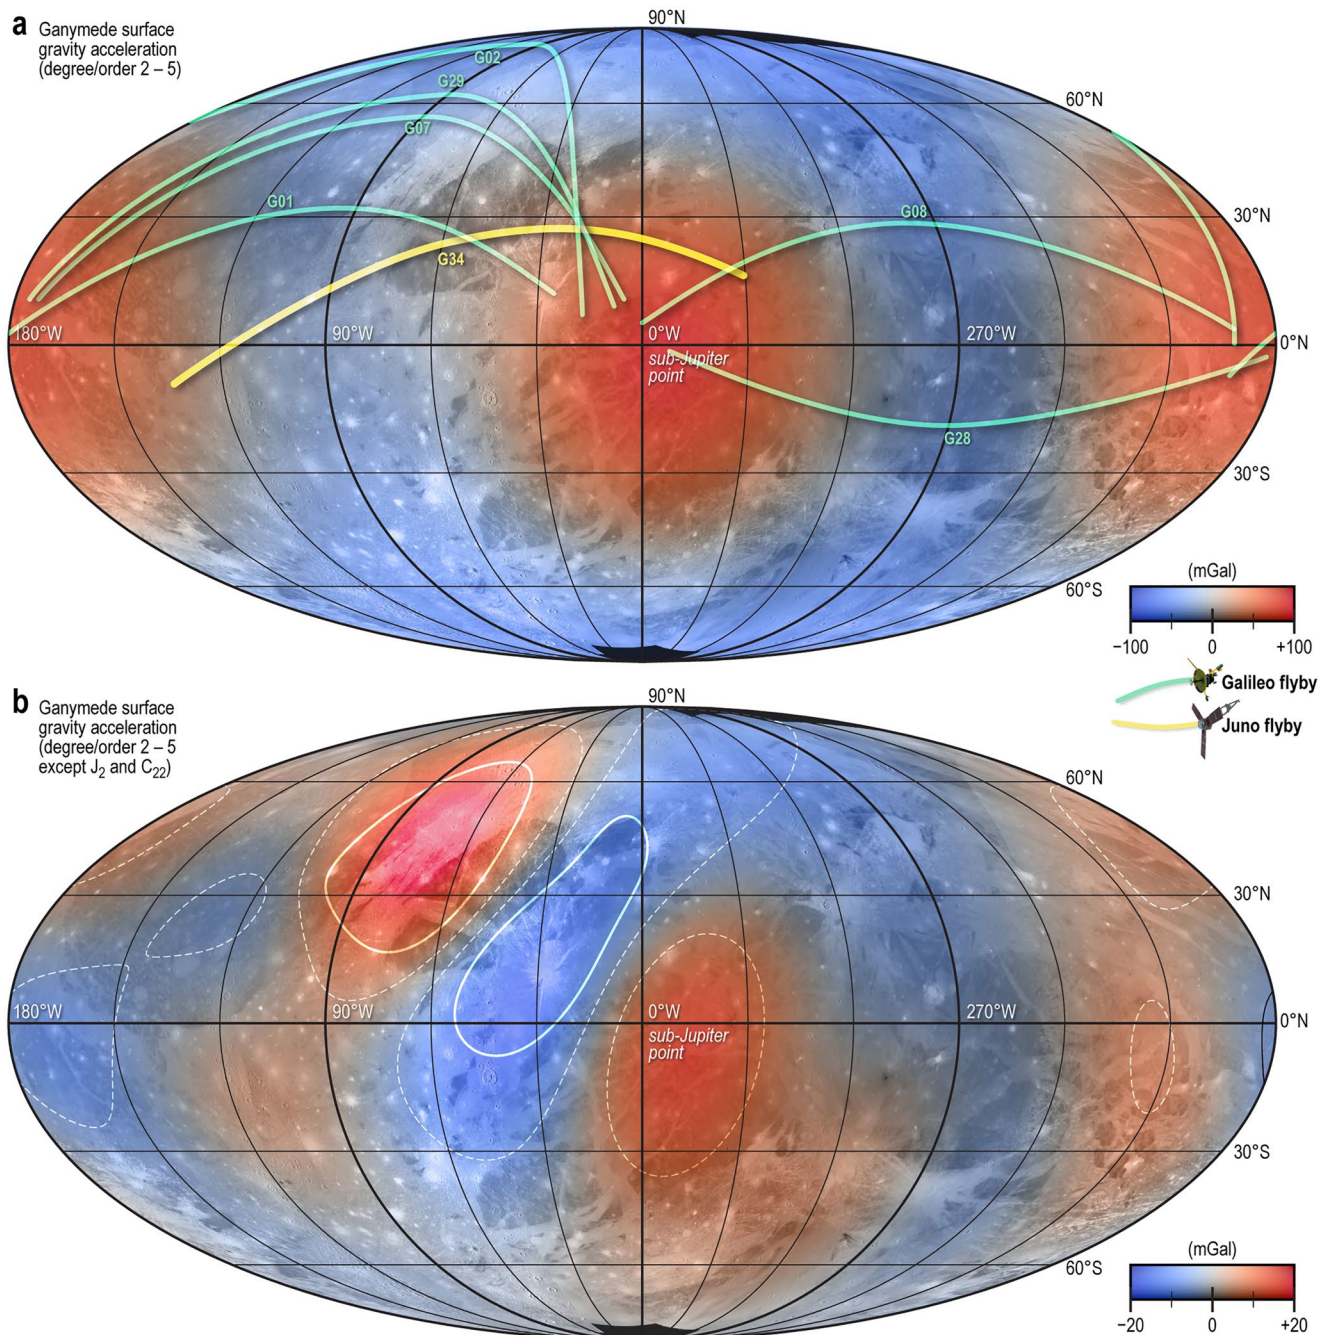 a
Ganymede surface
gravity acceleration
(degree/order 2 – 5)
90°N
G02
G29
60°N
G07
G01
G08
30°N
G34
180°W
90°W
0°W
270°W
0°N
sub-Jupiter
point
G28
30°S
(mGal)
60°S
−100
0
+100
Galileo flyby
Juno flyby
b
Ganymede surface
gravity acceleration
(degree/order 2 – 5
except J2 and C22)
90°N
60°N
30°N
180°W
90°W
0°W
270°W
0°N
sub-Jupiter
point
30°S
(mGal)
60°S
−20
0
+20